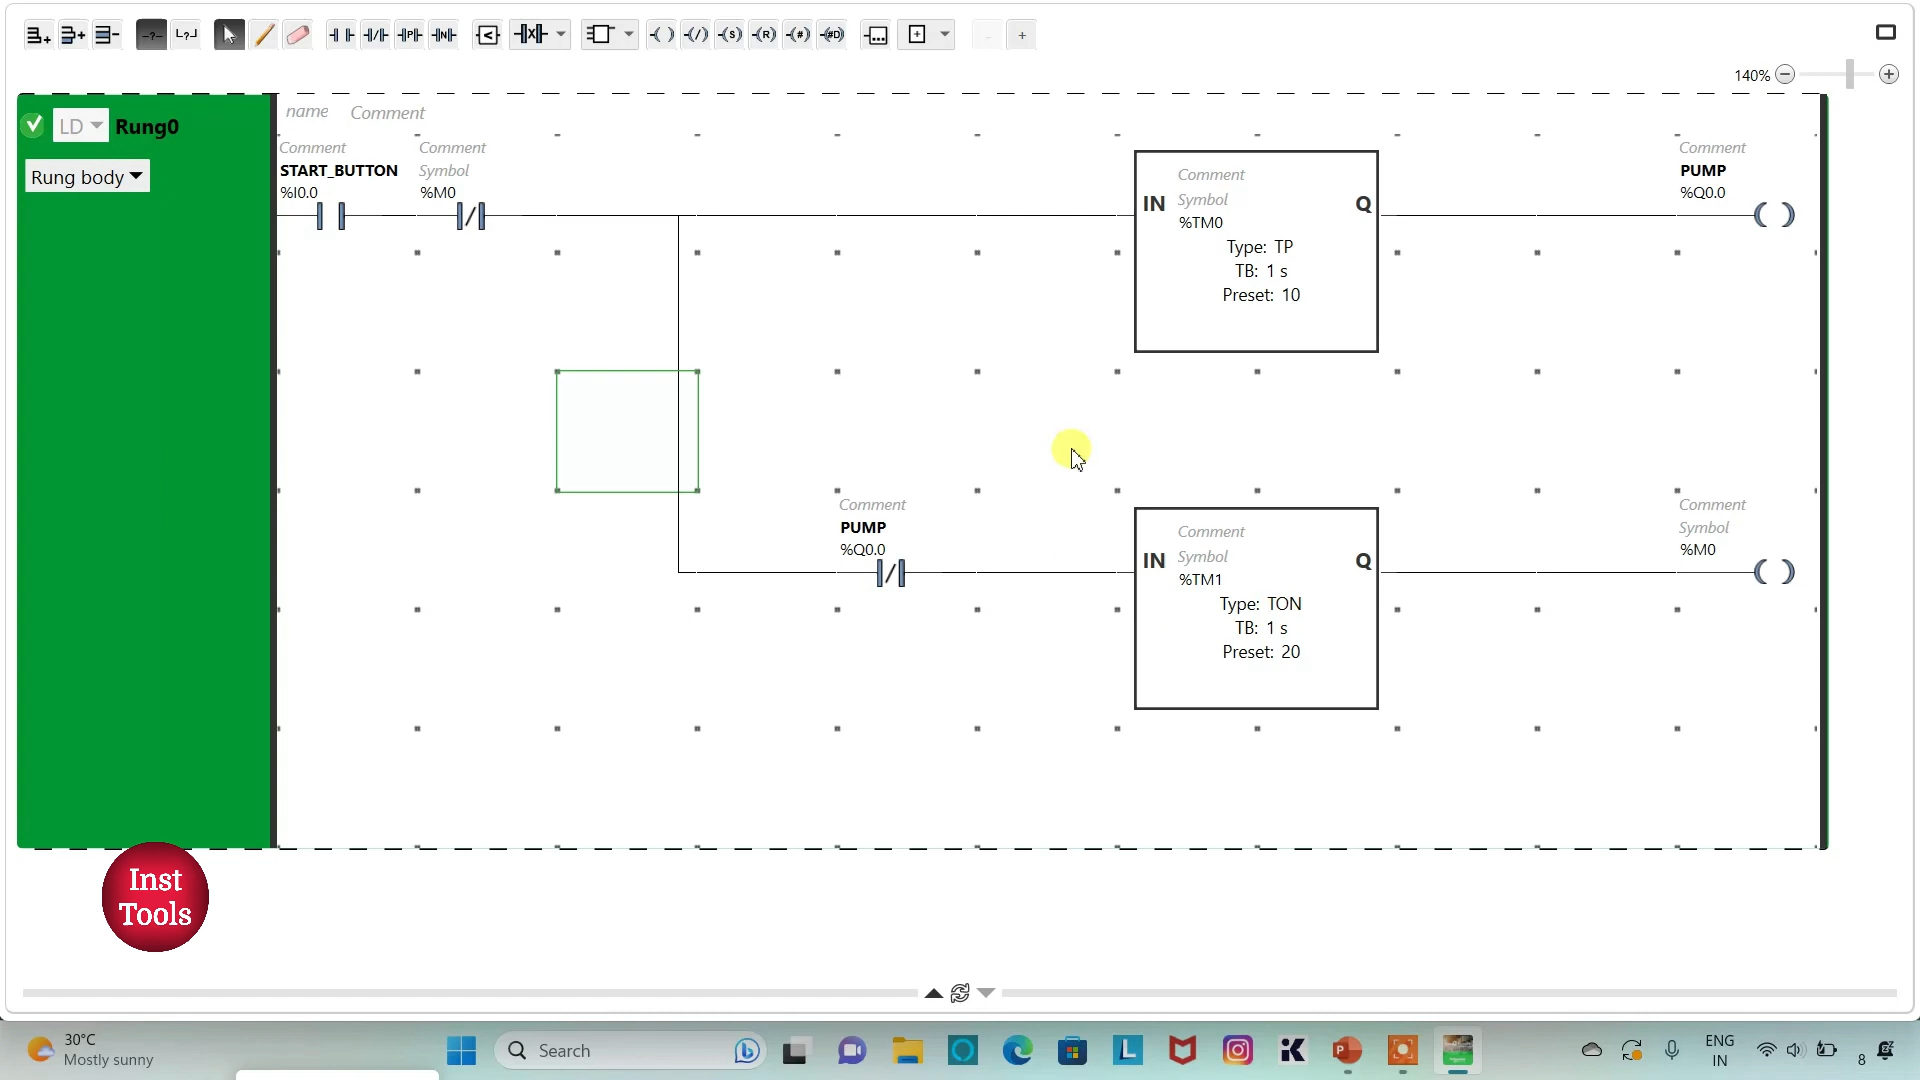 140%
LD Rung0
name Comment
Rung body
Comment Comment
START_BUTTON Symbol
%I0.0 %M0
Comment
IN Symbol Q
%TM0
Type: TP
TB: 1 s
Preset: 10
Comment
PUMP
%Q0.0
Comment
PUMP
%Q0.0
Comment
IN Symbol Q
%TM1
Type: TON
TB: 1 s
Preset: 20
Comment
Symbol
%M0
Inst
Tools
30°C
Mostly sunny
Search
ENG
IN
8